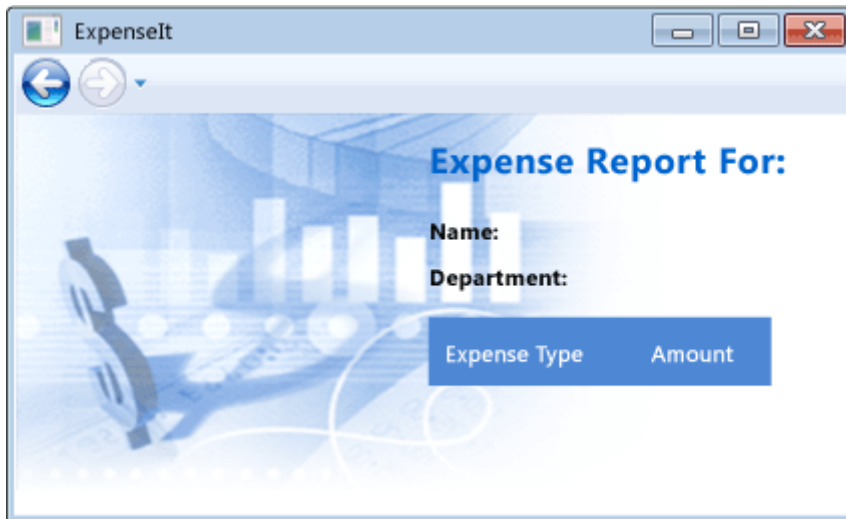 ExpenseIt
Expense Report For:
Name:
Department:
Expense Type Amount